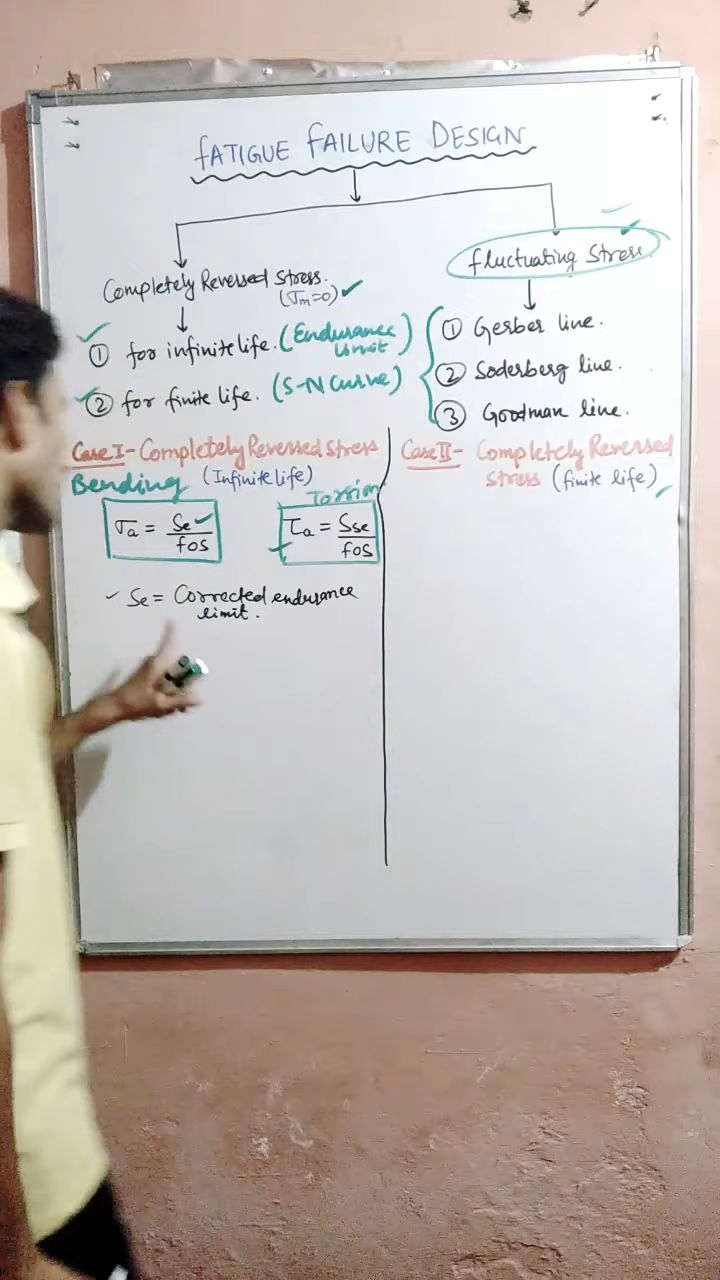 FATIGUE FAILURE DESIGN
Completely Reversed Stress.
(σm=0)
① for infinite life. (Endurance
limit)
② for finite life. (S-N Curve)
fluctuating Stress
① Gerber line.
② Soderberg line.
③ Goodman line.
Case I - Completely Reversed Stress
Bending (Infinite life)
Torsion
σa = Se/fos
τa = Sse/fos
Se = Corrected endurance
limit.
Case II - Completely Reversed
Stress (finite life)